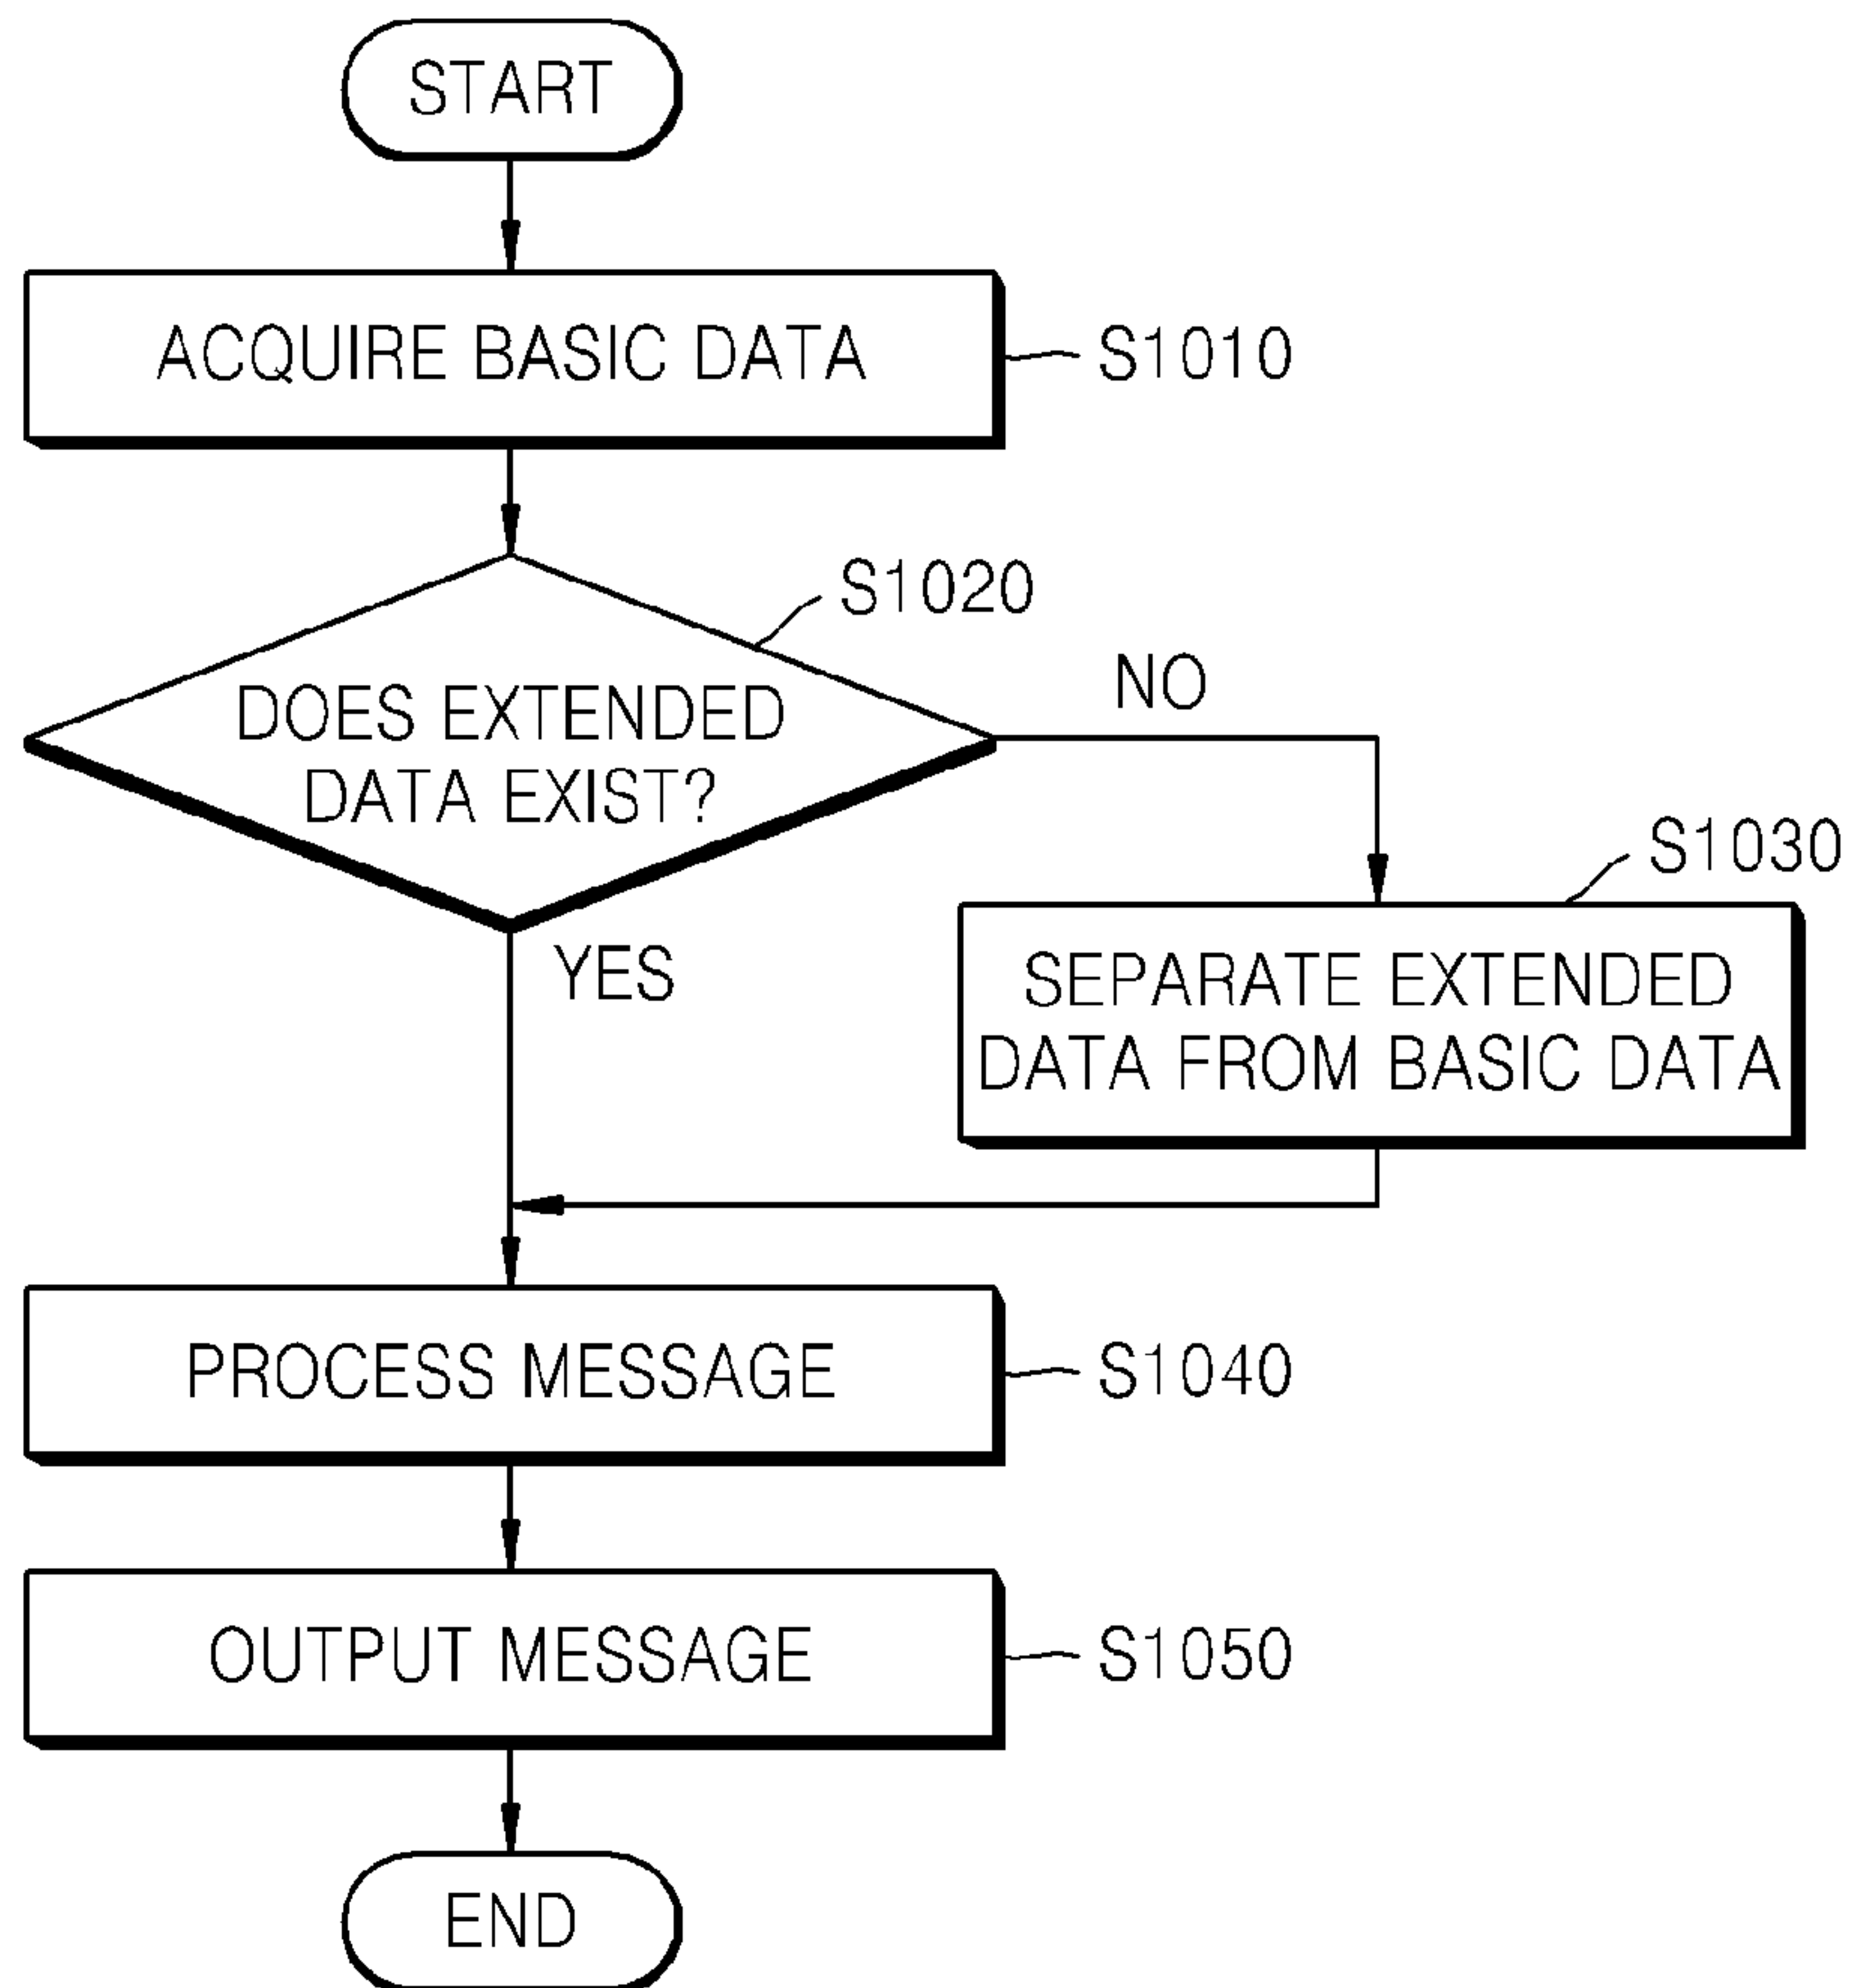 START
ACQUIRE BASIC DATA
S1010
S1020
DOES EXTENDED
DATA EXIST?
NO
YES
S1030
SEPARATE EXTENDED
DATA FROM BASIC DATA
PROCESS MESSAGE
S1040
OUTPUT MESSAGE
S1050
END